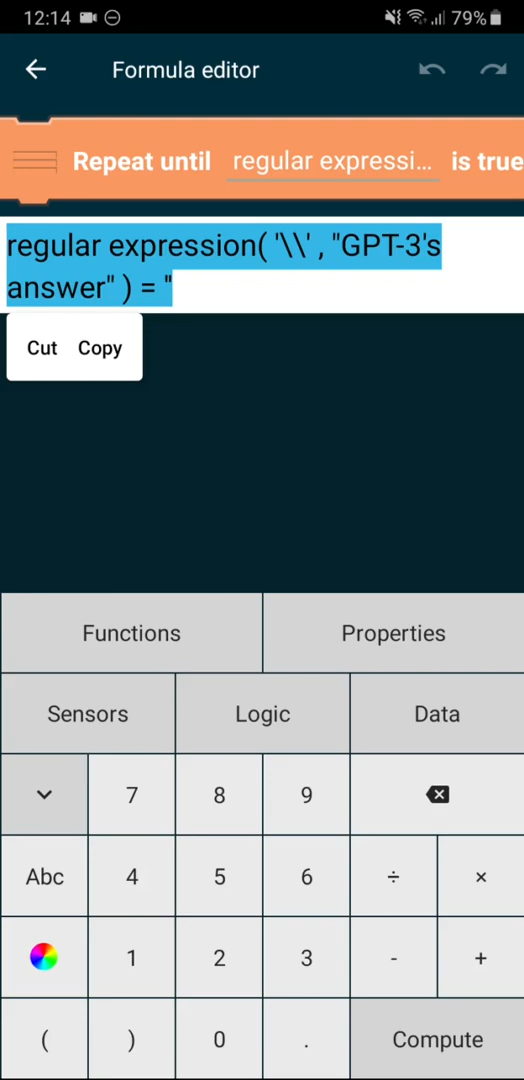 12:14 79%
Formula editor
Repeat until regular expressi... is true
regular expression( '\\' , "GPT-3's
answer" ) = ''
Cut Copy
Functions Properties
Sensors Logic Data
7 8 9
Abc 4 5 6 ÷ ×
1 2 3 - +
( ) 0 . Compute